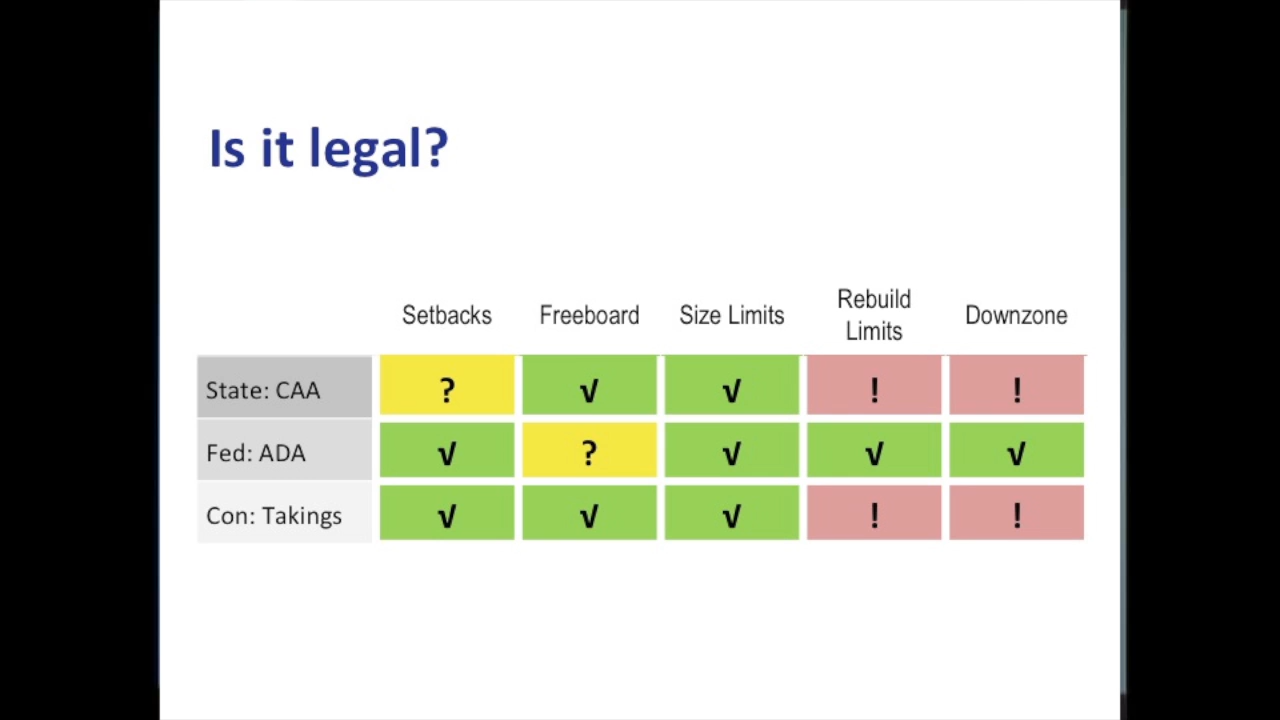 Is it legal?
Setbacks Freeboard Size Limits Rebuild Limits Downzone
State: CAA ? √ √ ! !
Fed: ADA √ ? √ √ √
Con: Takings √ √ √ ! !